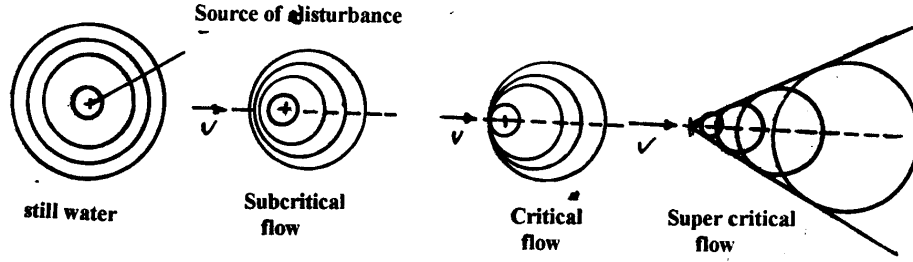 Source of disturbance
v
v
v
still water
Subcritical
flow
Critical
flow
Super critical
flow